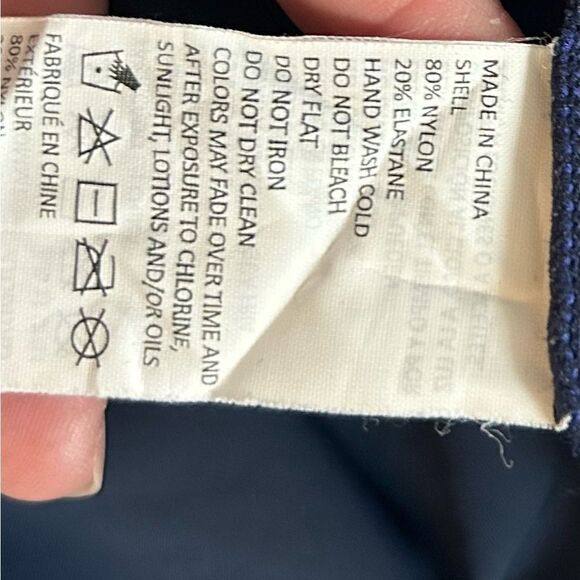 MADE IN CHINA
SHELL
80% NYLON
20% ELASTANE
HAND WASH COLD
DO NOT BLEACH
DRY FLAT
DO NOT IRON
DO NOT DRY CLEAN
COLORS MAY FADE OVER TIME AND
AFTER EXPOSURE TO CHLORINE,
SUNLIGHT, LOTIONS AND/OR OILS
FABRIQUÉ EN CHINE
EXTÉRIEUR
80%